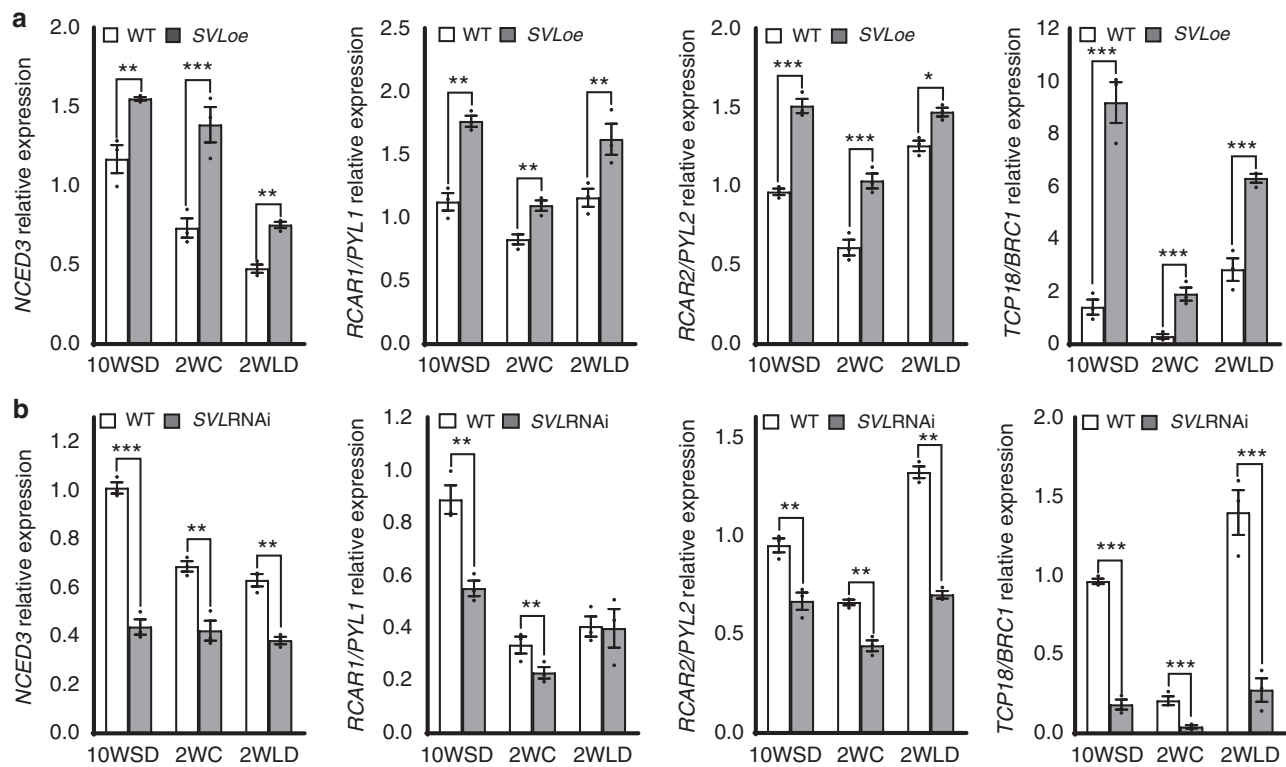 a
NCED3 relative expression
WT SVLoe
2.0
1.5
1.0
0.5
0.0
** *** **
10WSD 2WC 2WLD
RCAR1/PYL1 relative expression
WT SVLoe
2.5
2.0
1.5
1.0
0.5
0.0
** ** **
10WSD 2WC 2WLD
RCAR2/PYL2 relative expression
WT SVLoe
2.0
1.5
1.0
0.5
0.0
*** *** *
10WSD 2WC 2WLD
TCP18/BRC1 relative expression
WT SVLoe
12
10
8
6
4
2
0
*** *** ***
10WSD 2WC 2WLD
b
NCED3 relative expression
WT SVLRNAi
1.2
1.0
0.8
0.6
0.4
0.2
0.0
*** ** **
10WSD 2WC 2WLD
RCAR1/PYL1 relative expression
WT SVLRNAi
1.2
1.0
0.8
0.6
0.4
0.2
0.0
** **
10WSD 2WC 2WLD
RCAR2/PYL2 relative expression
WT SVLRNAi
1.5
1.0
0.5
0.0
** ** **
10WSD 2WC 2WLD
TCP18/BRC1 relative expression
WT SVLRNAi
2.0
1.5
1.0
0.5
0.0
*** *** ***
10WSD 2WC 2WLD